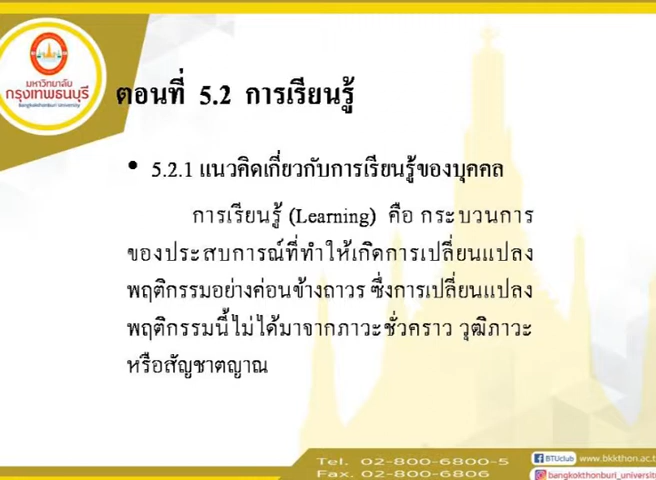 มหาวิทยาลัย
กรุงเทพธนบุรี
Bangkokthonburi University
ตอนที่ 5.2 การเรียนรู้
• 5.2.1 แนวคิดเกี่ยวกับการเรียนรู้ของบุคคล
การเรียนรู้ (Learning) คือ กระบวนการ
ของประสบการณ์ที่ทำให้เกิดการเปลี่ยนแปลง
พฤติกรรมอย่างค่อนข้างถาวร ซึ่งการเปลี่ยนแปลง
พฤติกรรมนี้ไม่ได้มาจากภาวะชั่วคราว วุฒิภาวะ
หรือสัญชาตญาณ
Tel. 02-800-6800-5
Fax. 02-800-6806
BTUclub www.bkkthon.ac.t
bangkokthonburi_university